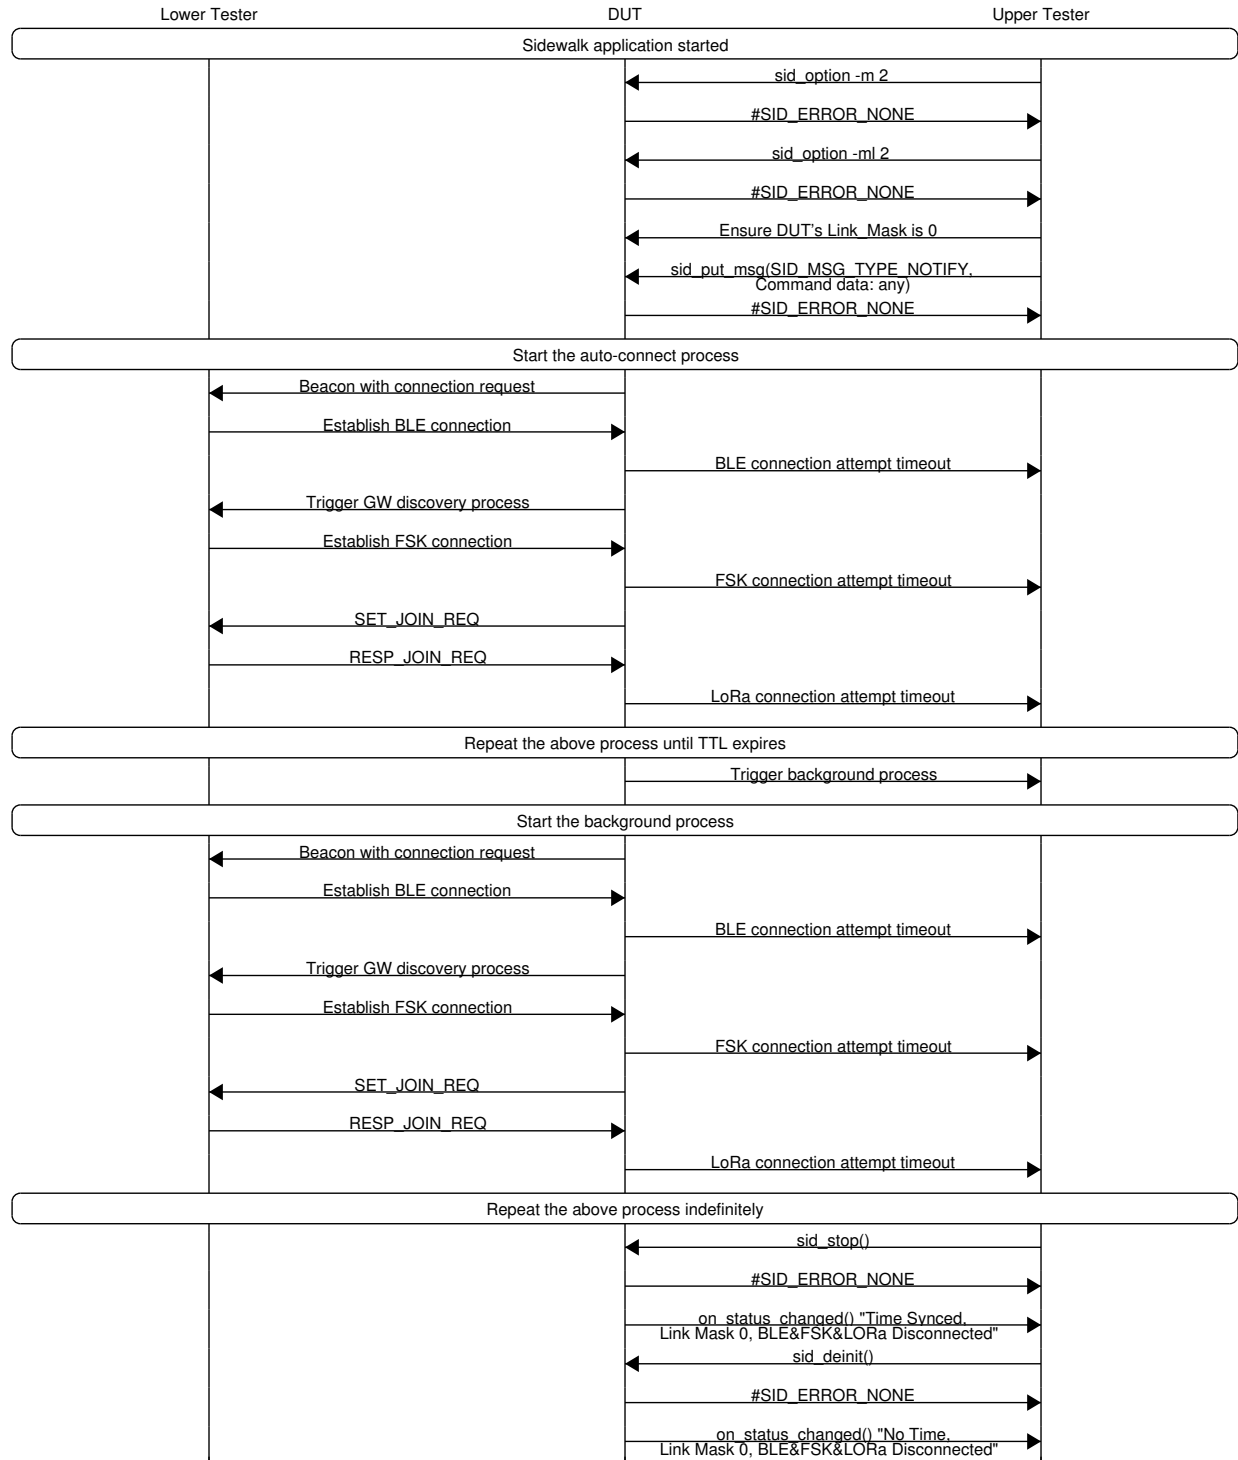 Lower Tester
DUT
Upper Tester
Sidewalk application started
sid_option -m 2
#SID_ERROR_NONE
sid_option -ml 2
#SID_ERROR_NONE
Ensure DUT's Link_Mask is 0
sid_put_msg(SID_MSG_TYPE_NOTIFY,
Command data: any)
#SID_ERROR_NONE
Start the auto-connect process
Beacon with connection request
Establish BLE connection
BLE connection attempt timeout
Trigger GW discovery process
Establish FSK connection
FSK connection attempt timeout
SET_JOIN_REQ
RESP_JOIN_REQ
LoRa connection attempt timeout
Repeat the above process until TTL expires
Trigger background process
Start the background process
Beacon with connection request
Establish BLE connection
BLE connection attempt timeout
Trigger GW discovery process
Establish FSK connection
FSK connection attempt timeout
SET_JOIN_REQ
RESP_JOIN_REQ
LoRa connection attempt timeout
Repeat the above process indefinitely
sid_stop()
#SID_ERROR_NONE
on_status_changed() "Time Synced,
Link Mask 0, BLE&FSK&LORa Disconnected"
sid_deinit()
#SID_ERROR_NONE
on_status_changed() "No Time,
Link Mask 0, BLE&FSK&LORa Disconnected"